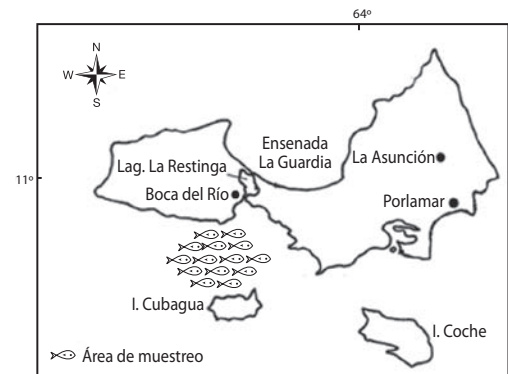 64º
N
W E
S
Ensenada
La Guardia
La Asunción
Lag. La Restinga
11º
Boca del Río
Porlamar
I. Cubagua
I. Coche
Área de muestreo